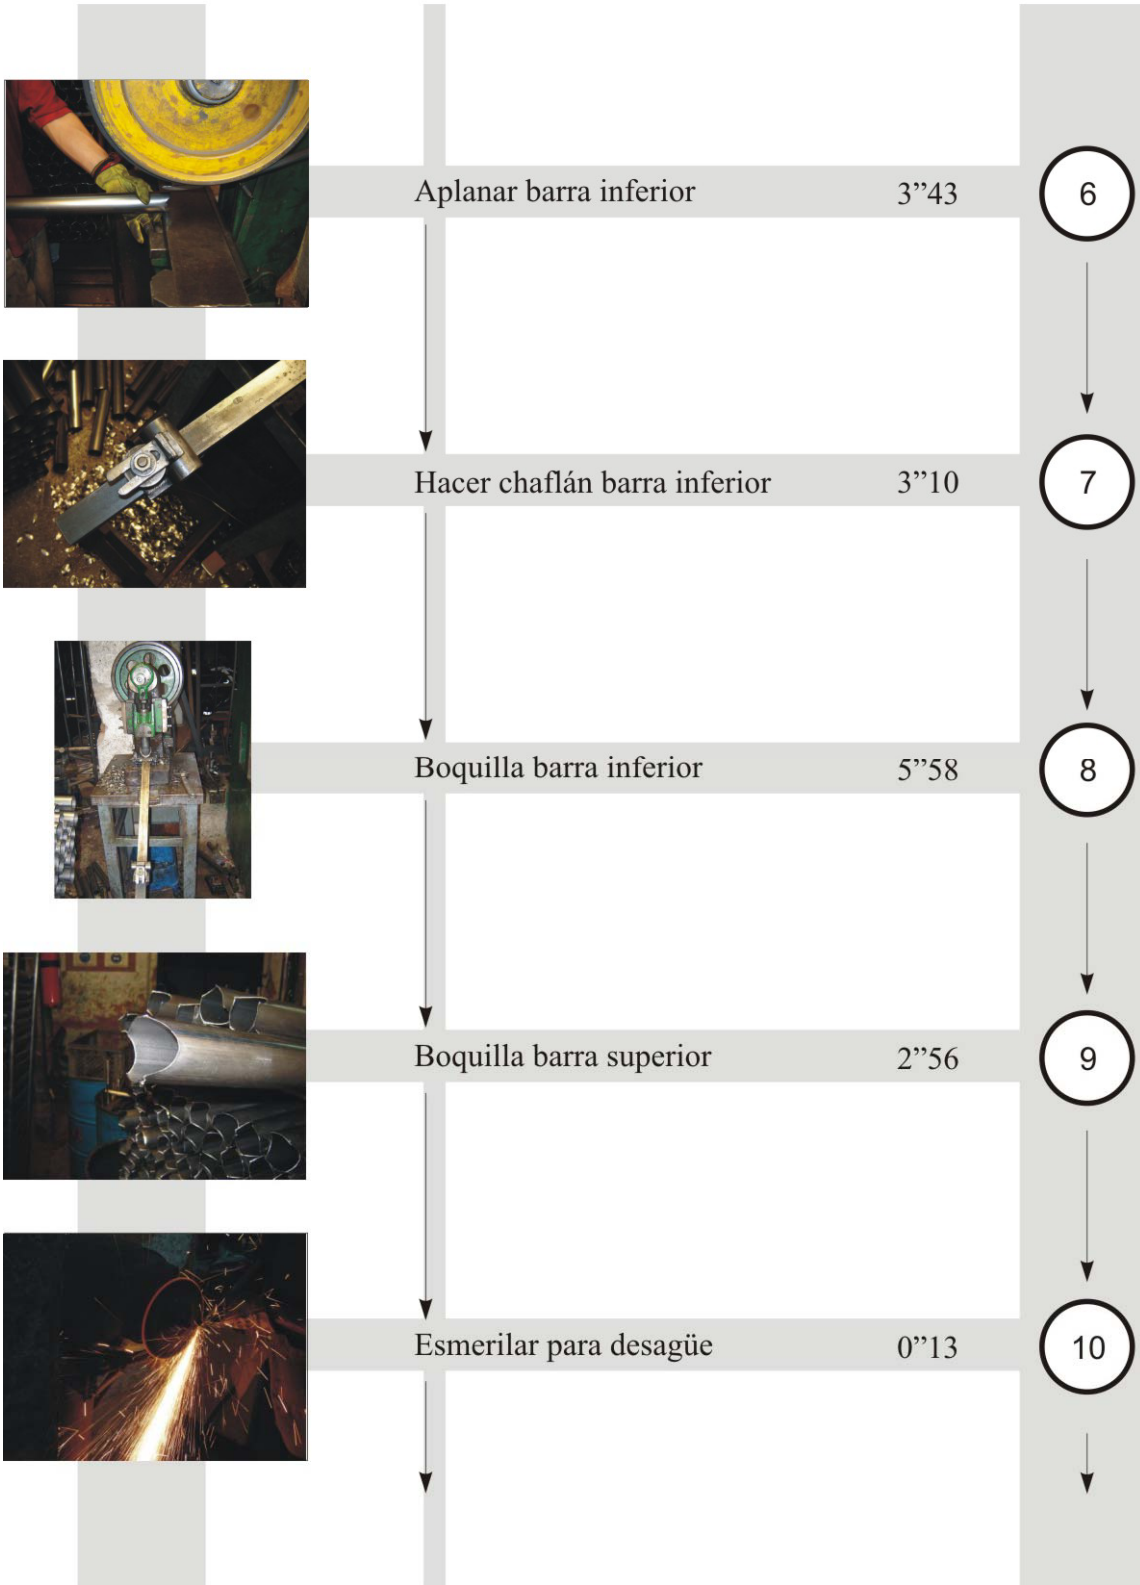 Aplanar barra inferior 3”43 6
Hacer chaflán barra inferior 3”10 7
Boquilla barra inferior 5”58 8
Boquilla barra superior 2”56 9
Esmerilar para desagüe 0”13 10